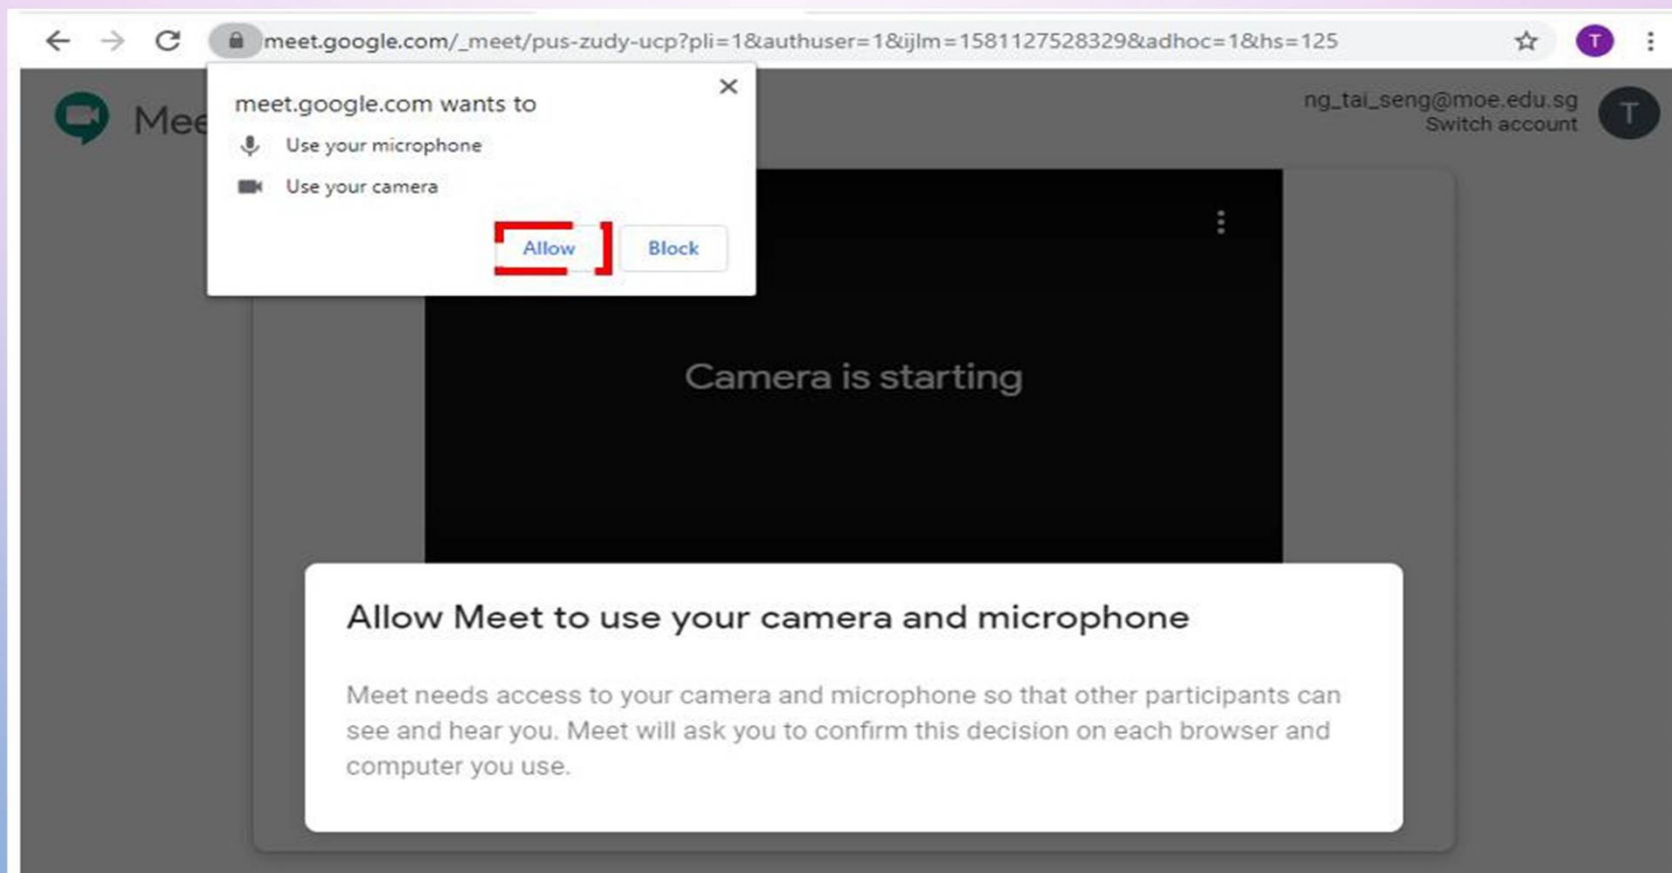 meet.google.com/_meet/pus-zudy-ucp?pli=1&authuser=1&ijlm=1581127528329&adhoc=1&hs=125
T
meet.google.com wants to
Use your microphone
Use your camera
Allow
Block
Mee
ng_tai_seng@moe.edu.sg
Switch account
T
Camera is starting
Allow Meet to use your camera and microphone
Meet needs access to your camera and microphone so that other participants can
see and hear you. Meet will ask you to confirm this decision on each browser and
computer you use.